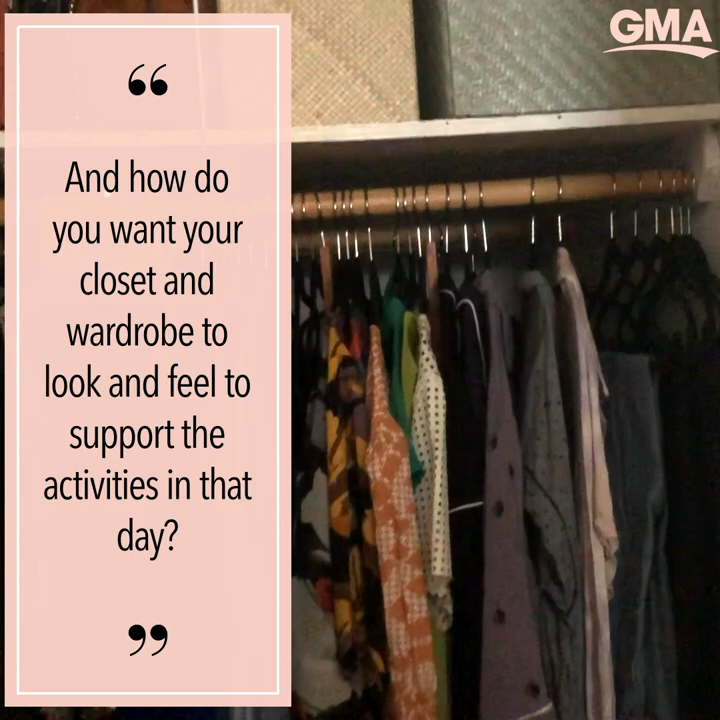 GMA
“
And how do
you want your
closet and
wardrobe to
look and feel to
support the
activities in that
day?
”